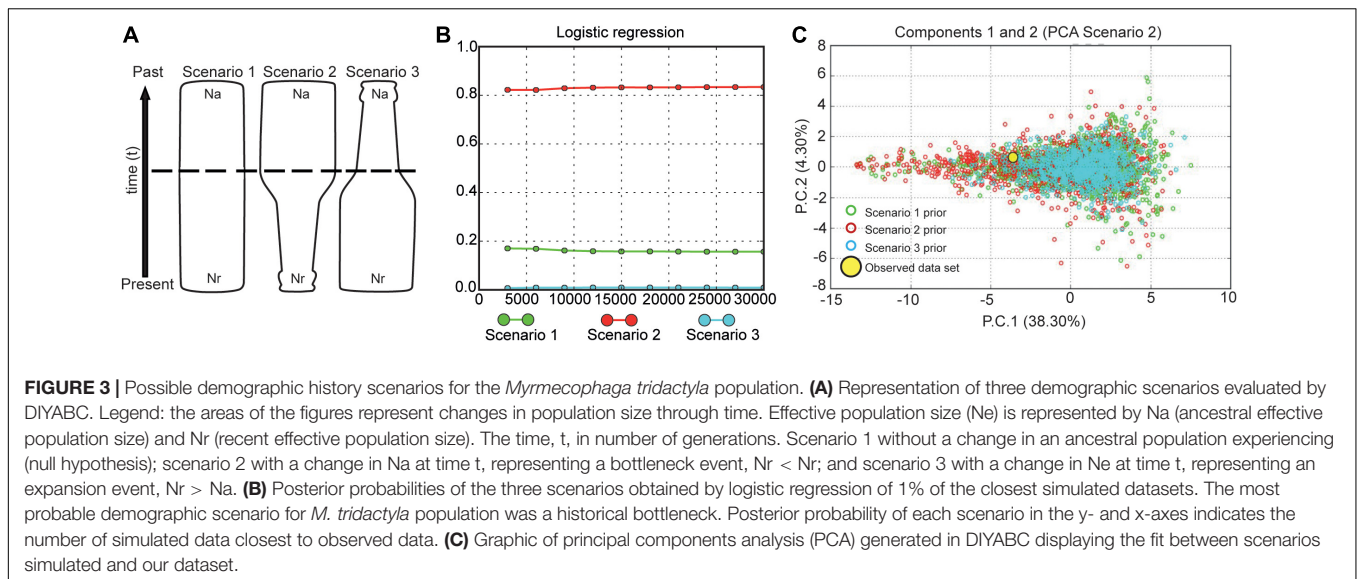 A
Past
Scenario 1 Scenario 2 Scenario 3
Na Na Na
time (t)
Nr Nr Nr
Present
B
Logistic regression
1.0
0.8
0.6
0.4
0.2
0.0
0 5000 10000 15000 20000 25000 30000
Scenario 1 Scenario 2 Scenario 3
C
Components 1 and 2 (PCA Scenario 2)
8
6
4
2
0
-2
-4
-6
-8
P.C.2 (4.30%)
Scenario 1 prior
Scenario 2 prior
Scenario 3 prior
Observed data set
-15 -10 -5 0 5 10
P.C.1 (38.30%)
FIGURE 3 | Possible demographic history scenarios for the Myrmecophaga tridactyla population. (A) Representation of three demographic scenarios evaluated by
DIYABC. Legend: the areas of the figures represent changes in population size through time. Effective population size (Ne) is represented by Na (ancestral effective
population size) and Nr (recent effective population size). The time, t, in number of generations. Scenario 1 without a change in an ancestral population experiencing
(null hypothesis); scenario 2 with a change in Na at time t, representing a bottleneck event, Nr < Nr; and scenario 3 with a change in Ne at time t, representing an
expansion event, Nr > Na. (B) Posterior probabilities of the three scenarios obtained by logistic regression of 1% of the closest simulated datasets. The most
probable demographic scenario for M. tridactyla population was a historical bottleneck. Posterior probability of each scenario in the y- and x-axes indicates the
number of simulated data closest to observed data. (C) Graphic of principal components analysis (PCA) generated in DIYABC displaying the fit between scenarios
simulated and our dataset.